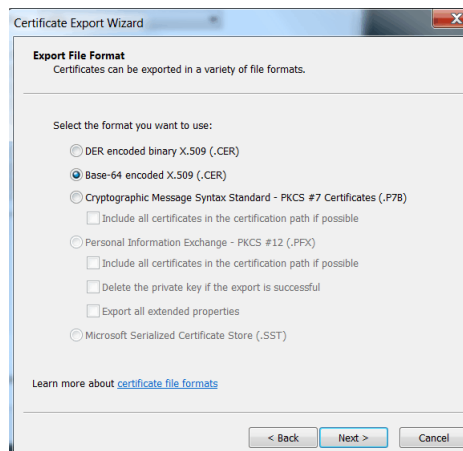 Certificate Export Wizard
Export File Format
Certificates can be exported in a variety of file formats.
Select the format you want to use:
DER encoded binary X.509 (.CER)
Base-64 encoded X.509 (.CER)
Cryptographic Message Syntax Standard - PKCS #7 Certificates (.P7B)
Include all certificates in the certification path if possible
Personal Information Exchange - PKCS #12 (.PFX)
Include all certificates in the certification path if possible
Delete the private key if the export is successful
Export all extended properties
Microsoft Serialized Certificate Store (.SST)
Learn more about certificate file formats
< Back Next > Cancel